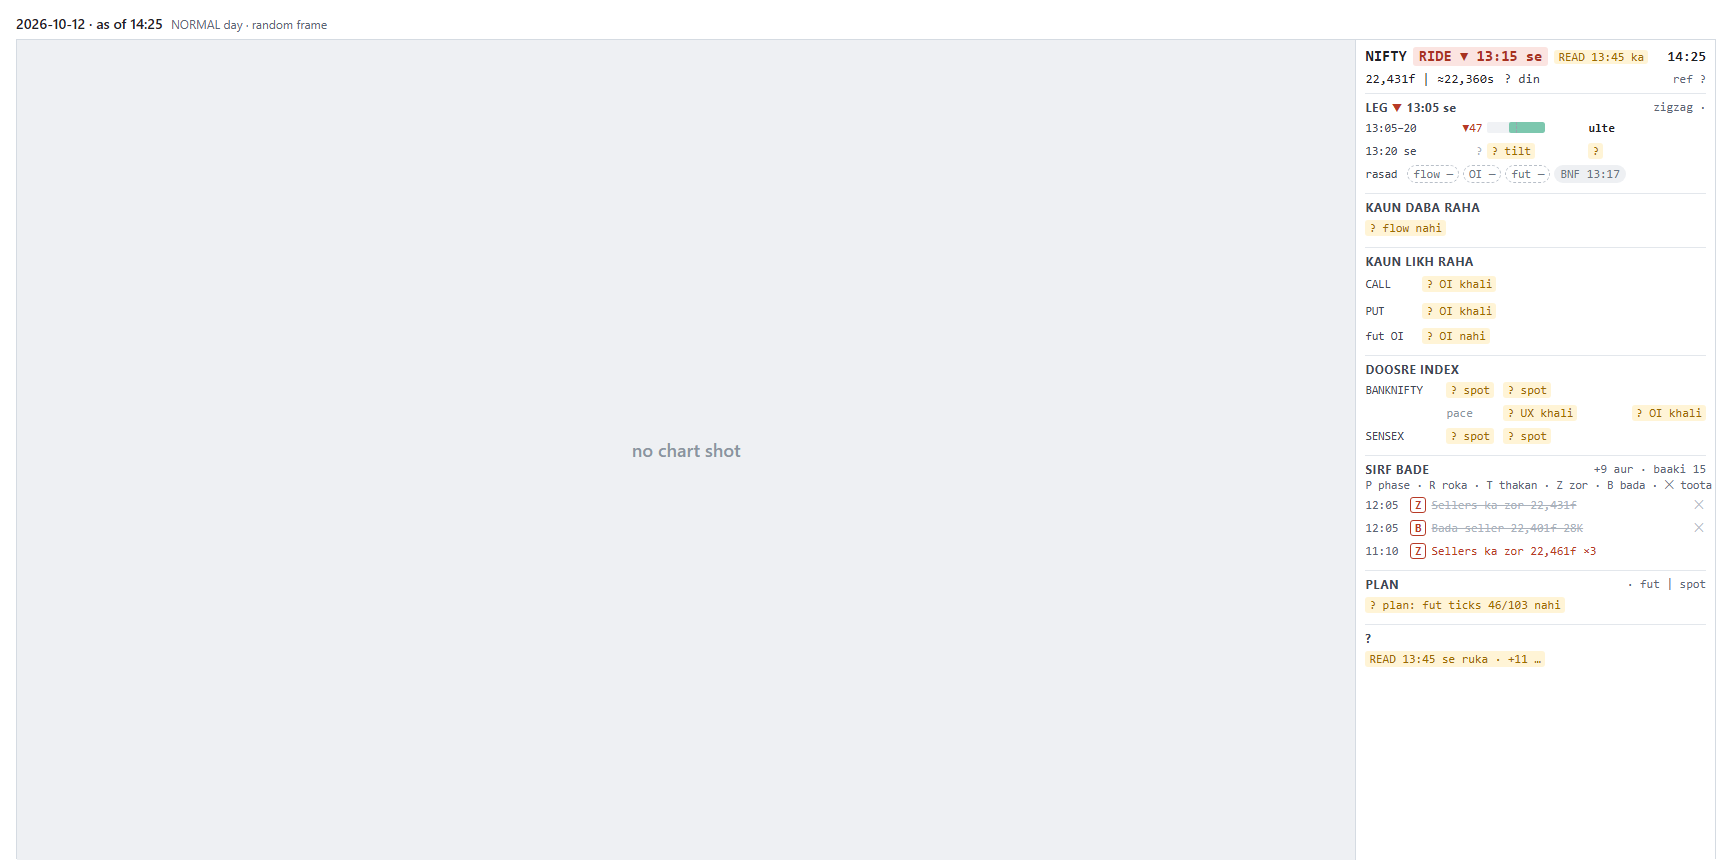 2026-10-12 · as of 14:25 NORMAL day · random frame
no chart shot
NIFTY RIDE ▼ 13:15 se READ 13:45 ka 14:25
22,431f | ≈22,360s ? din ref ?
LEG ▼ 13:05 se zigzag ·
13:05–20 ▼47 ulte
13:20 se ? ? tilt ?
rasad flow — OI — fut — BNF 13:17
KAUN DABA RAHA
? flow nahi
KAUN LIKH RAHA
CALL ? OI khali
PUT ? OI khali
fut OI ? OI nahi
DOOSRE INDEX
BANKNIFTY ? spot ? spot
pace ? UX khali ? OI khali
SENSEX ? spot ? spot
SIRF BADE +9 aur · baaki 15
P phase · R roka · T thakan · Z zor · B bada · × toota
12:05 Z Sellers ka zor 22,431f ×
12:05 B Bada seller 22,401f 28K ×
11:10 Z Sellers ka zor 22,461f ×3
PLAN · fut | spot
? plan: fut ticks 46/103 nahi
?
READ 13:45 se ruka · +11 …